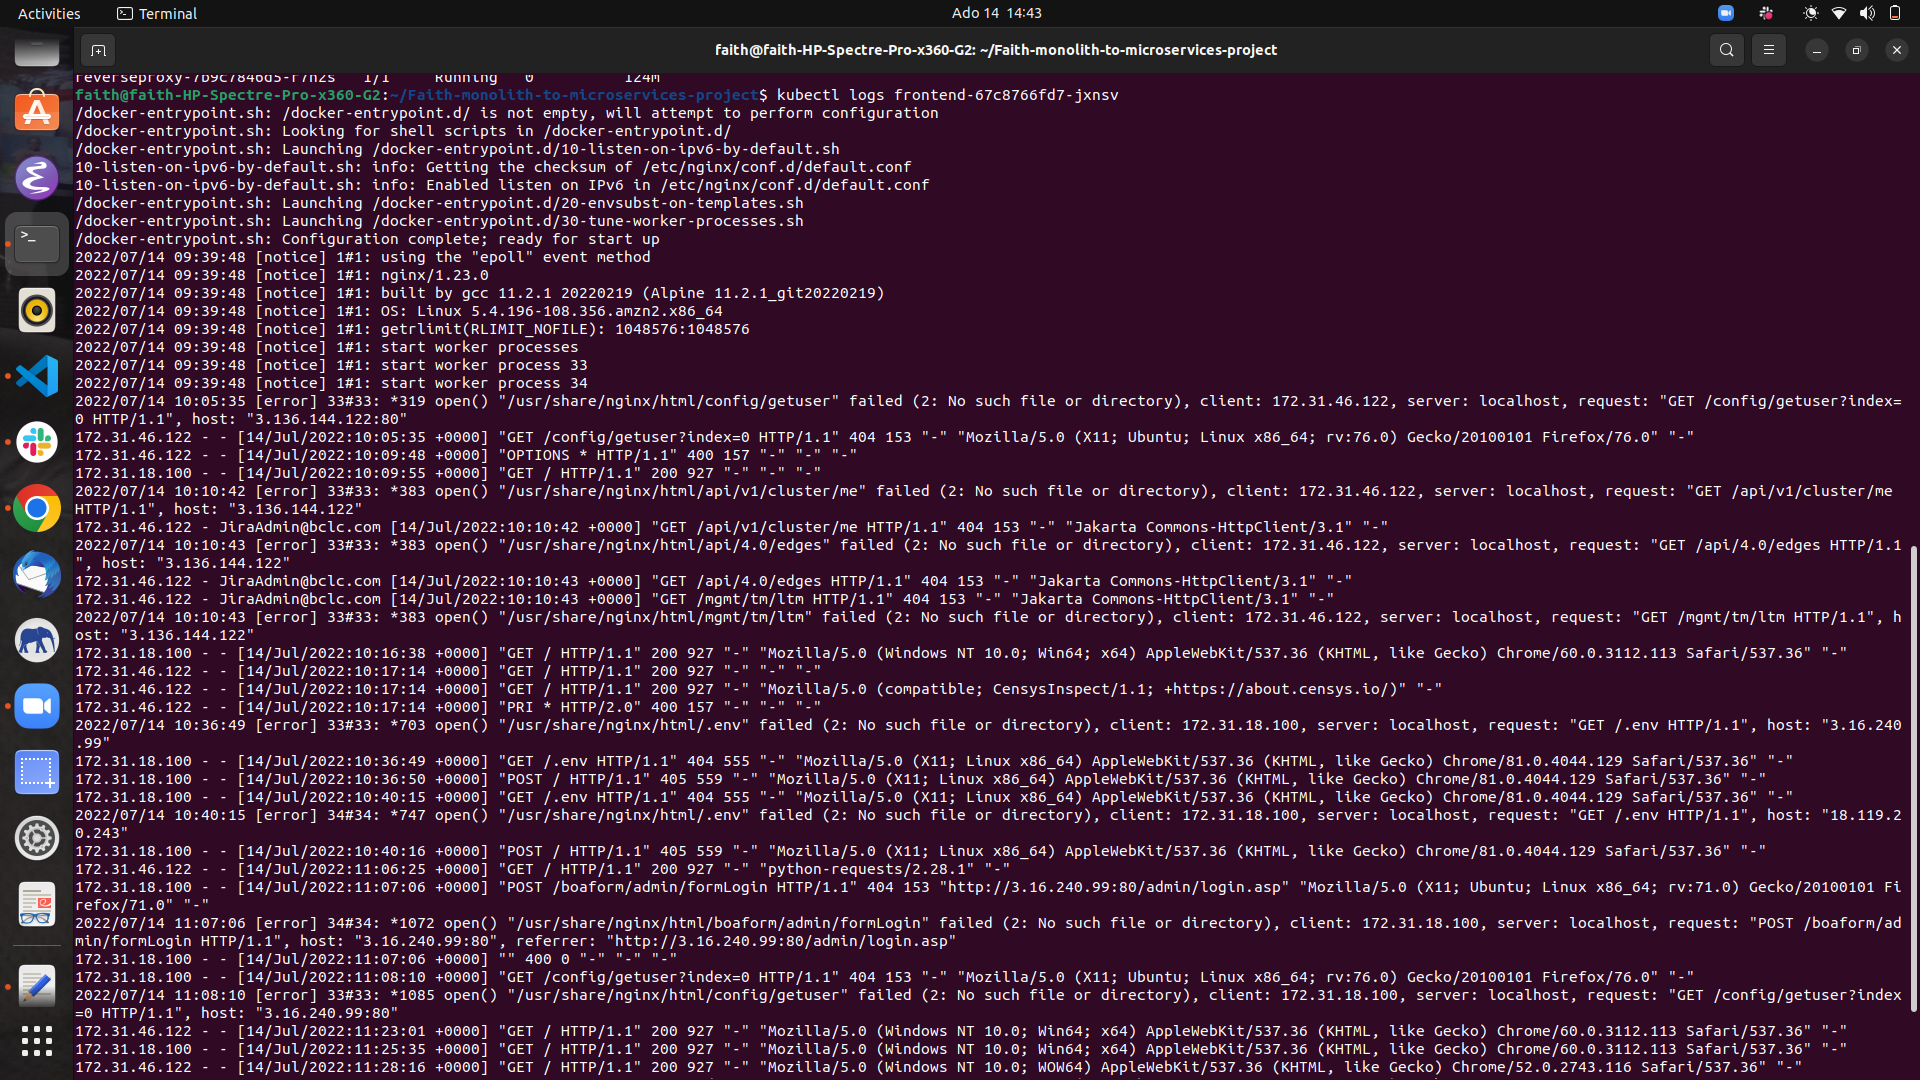 Activities
Terminal
Ado 14 14:43
faith@faith-HP-Spectre-Pro-x360-G2: ~/Faith-monolith-to-microservices-project
reverseproxy-7b9c7846d5-r7n2s 1/1 Running 0 124m
faith@faith-HP-Spectre-Pro-x360-G2:~/Faith-monolith-to-microservices-project$ kubectl logs frontend-67c8766fd7-jxnsv
/docker-entrypoint.sh: /docker-entrypoint.d/ is not empty, will attempt to perform configuration
/docker-entrypoint.sh: Looking for shell scripts in /docker-entrypoint.d/
/docker-entrypoint.sh: Launching /docker-entrypoint.d/10-listen-on-ipv6-by-default.sh
10-listen-on-ipv6-by-default.sh: info: Getting the checksum of /etc/nginx/conf.d/default.conf
10-listen-on-ipv6-by-default.sh: info: Enabled listen on IPv6 in /etc/nginx/conf.d/default.conf
/docker-entrypoint.sh: Launching /docker-entrypoint.d/20-envsubst-on-templates.sh
/docker-entrypoint.sh: Launching /docker-entrypoint.d/30-tune-worker-processes.sh
/docker-entrypoint.sh: Configuration complete; ready for start up
2022/07/14 09:39:48 [notice] 1#1: using the "epoll" event method
2022/07/14 09:39:48 [notice] 1#1: nginx/1.23.0
2022/07/14 09:39:48 [notice] 1#1: built by gcc 11.2.1 20220219 (Alpine 11.2.1_git20220219)
2022/07/14 09:39:48 [notice] 1#1: OS: Linux 5.4.196-108.356.amzn2.x86_64
2022/07/14 09:39:48 [notice] 1#1: getrlimit(RLIMIT_NOFILE): 1048576:1048576
2022/07/14 09:39:48 [notice] 1#1: start worker processes
2022/07/14 09:39:48 [notice] 1#1: start worker process 33
2022/07/14 09:39:48 [notice] 1#1: start worker process 34
2022/07/14 10:05:35 [error] 33#33: *319 open() "/usr/share/nginx/html/config/getuser" failed (2: No such file or directory), client: 172.31.46.122, server: localhost, request: "GET /config/getuser?index=
0 HTTP/1.1", host: "3.136.144.122:80"
172.31.46.122 - - [14/Jul/2022:10:05:35 +0000] "GET /config/getuser?index=0 HTTP/1.1" 404 153 "-" "Mozilla/5.0 (X11; Ubuntu; Linux x86_64; rv:76.0) Gecko/20100101 Firefox/76.0" "-"
172.31.46.122 - - [14/Jul/2022:10:09:48 +0000] "OPTIONS * HTTP/1.1" 400 157 "-" "-" "-"
172.31.18.100 - - [14/Jul/2022:10:09:55 +0000] "GET / HTTP/1.1" 200 927 "-" "-" "-"
2022/07/14 10:10:42 [error] 33#33: *383 open() "/usr/share/nginx/html/api/v1/cluster/me" failed (2: No such file or directory), client: 172.31.46.122, server: localhost, request: "GET /api/v1/cluster/me
HTTP/1.1", host: "3.136.144.122"
172.31.46.122 - JiraAdmin@bclc.com [14/Jul/2022:10:10:42 +0000] "GET /api/v1/cluster/me HTTP/1.1" 404 153 "-" "Jakarta Commons-HttpClient/3.1" "-"
2022/07/14 10:10:43 [error] 33#33: *383 open() "/usr/share/nginx/html/api/4.0/edges" failed (2: No such file or directory), client: 172.31.46.122, server: localhost, request: "GET /api/4.0/edges HTTP/1.1
", host: "3.136.144.122"
172.31.46.122 - JiraAdmin@bclc.com [14/Jul/2022:10:10:43 +0000] "GET /api/4.0/edges HTTP/1.1" 404 153 "-" "Jakarta Commons-HttpClient/3.1" "-"
172.31.46.122 - JiraAdmin@bclc.com [14/Jul/2022:10:10:43 +0000] "GET /mgmt/tm/ltm HTTP/1.1" 404 153 "-" "Jakarta Commons-HttpClient/3.1" "-"
2022/07/14 10:10:43 [error] 33#33: *383 open() "/usr/share/nginx/html/mgmt/tm/ltm" failed (2: No such file or directory), client: 172.31.46.122, server: localhost, request: "GET /mgmt/tm/ltm HTTP/1.1", h
ost: "3.136.144.122"
172.31.18.100 - - [14/Jul/2022:10:16:38 +0000] "GET / HTTP/1.1" 200 927 "-" "Mozilla/5.0 (Windows NT 10.0; Win64; x64) AppleWebKit/537.36 (KHTML, like Gecko) Chrome/60.0.3112.113 Safari/537.36" "-"
172.31.46.122 - - [14/Jul/2022:10:17:14 +0000] "GET / HTTP/1.1" 200 927 "-" "-" "-"
172.31.46.122 - - [14/Jul/2022:10:17:14 +0000] "GET / HTTP/1.1" 200 927 "-" "Mozilla/5.0 (compatible; CensysInspect/1.1; +https://about.censys.io/)" "-"
172.31.46.122 - - [14/Jul/2022:10:17:14 +0000] "PRI * HTTP/2.0" 400 157 "-" "-" "-"
2022/07/14 10:36:49 [error] 33#33: *703 open() "/usr/share/nginx/html/.env" failed (2: No such file or directory), client: 172.31.18.100, server: localhost, request: "GET /.env HTTP/1.1", host: "3.16.240
.99"
172.31.18.100 - - [14/Jul/2022:10:36:49 +0000] "GET /.env HTTP/1.1" 404 555 "-" "Mozilla/5.0 (X11; Linux x86_64) AppleWebKit/537.36 (KHTML, like Gecko) Chrome/81.0.4044.129 Safari/537.36" "-"
172.31.18.100 - - [14/Jul/2022:10:36:50 +0000] "POST / HTTP/1.1" 405 559 "-" "Mozilla/5.0 (X11; Linux x86_64) AppleWebKit/537.36 (KHTML, like Gecko) Chrome/81.0.4044.129 Safari/537.36" "-"
172.31.18.100 - - [14/Jul/2022:10:40:15 +0000] "GET /.env HTTP/1.1" 404 555 "-" "Mozilla/5.0 (X11; Linux x86_64) AppleWebKit/537.36 (KHTML, like Gecko) Chrome/81.0.4044.129 Safari/537.36" "-"
2022/07/14 10:40:15 [error] 34#34: *747 open() "/usr/share/nginx/html/.env" failed (2: No such file or directory), client: 172.31.18.100, server: localhost, request: "GET /.env HTTP/1.1", host: "18.119.2
0.243"
172.31.18.100 - - [14/Jul/2022:10:40:16 +0000] "POST / HTTP/1.1" 405 559 "-" "Mozilla/5.0 (X11; Linux x86_64) AppleWebKit/537.36 (KHTML, like Gecko) Chrome/81.0.4044.129 Safari/537.36" "-"
172.31.46.122 - - [14/Jul/2022:11:06:25 +0000] "GET / HTTP/1.1" 200 927 "-" "python-requests/2.28.1" "-"
172.31.18.100 - - [14/Jul/2022:11:07:06 +0000] "POST /boaform/admin/formLogin HTTP/1.1" 404 153 "http://3.16.240.99:80/admin/login.asp" "Mozilla/5.0 (X11; Ubuntu; Linux x86_64; rv:71.0) Gecko/20100101 Fi
refox/71.0" "-"
2022/07/14 11:07:06 [error] 34#34: *1072 open() "/usr/share/nginx/html/boaform/admin/formLogin" failed (2: No such file or directory), client: 172.31.18.100, server: localhost, request: "POST /boaform/ad
min/formLogin HTTP/1.1", host: "3.16.240.99:80", referrer: "http://3.16.240.99:80/admin/login.asp"
172.31.18.100 - - [14/Jul/2022:11:07:06 +0000] "" 400 0 "-" "-" "-"
172.31.18.100 - - [14/Jul/2022:11:08:10 +0000] "GET /config/getuser?index=0 HTTP/1.1" 404 153 "-" "Mozilla/5.0 (X11; Ubuntu; Linux x86_64; rv:76.0) Gecko/20100101 Firefox/76.0" "-"
2022/07/14 11:08:10 [error] 33#33: *1085 open() "/usr/share/nginx/html/config/getuser" failed (2: No such file or directory), client: 172.31.18.100, server: localhost, request: "GET /config/getuser?index
=0 HTTP/1.1", host: "3.16.240.99:80"
172.31.46.122 - - [14/Jul/2022:11:23:01 +0000] "GET / HTTP/1.1" 200 927 "-" "Mozilla/5.0 (Windows NT 10.0; Win64; x64) AppleWebKit/537.36 (KHTML, like Gecko) Chrome/60.0.3112.113 Safari/537.36" "-"
172.31.18.100 - - [14/Jul/2022:11:25:35 +0000] "GET / HTTP/1.1" 200 927 "-" "Mozilla/5.0 (Windows NT 10.0; Win64; x64) AppleWebKit/537.36 (KHTML, like Gecko) Chrome/60.0.3112.113 Safari/537.36" "-"
172.31.46.122 - - [14/Jul/2022:11:28:16 +0000] "GET / HTTP/1.1" 200 927 "-" "Mozilla/5.0 (Windows NT 10.0; WOW64) AppleWebKit/537.36 (KHTML, like Gecko) Chrome/52.0.2743.116 Safari/537.36" "-"